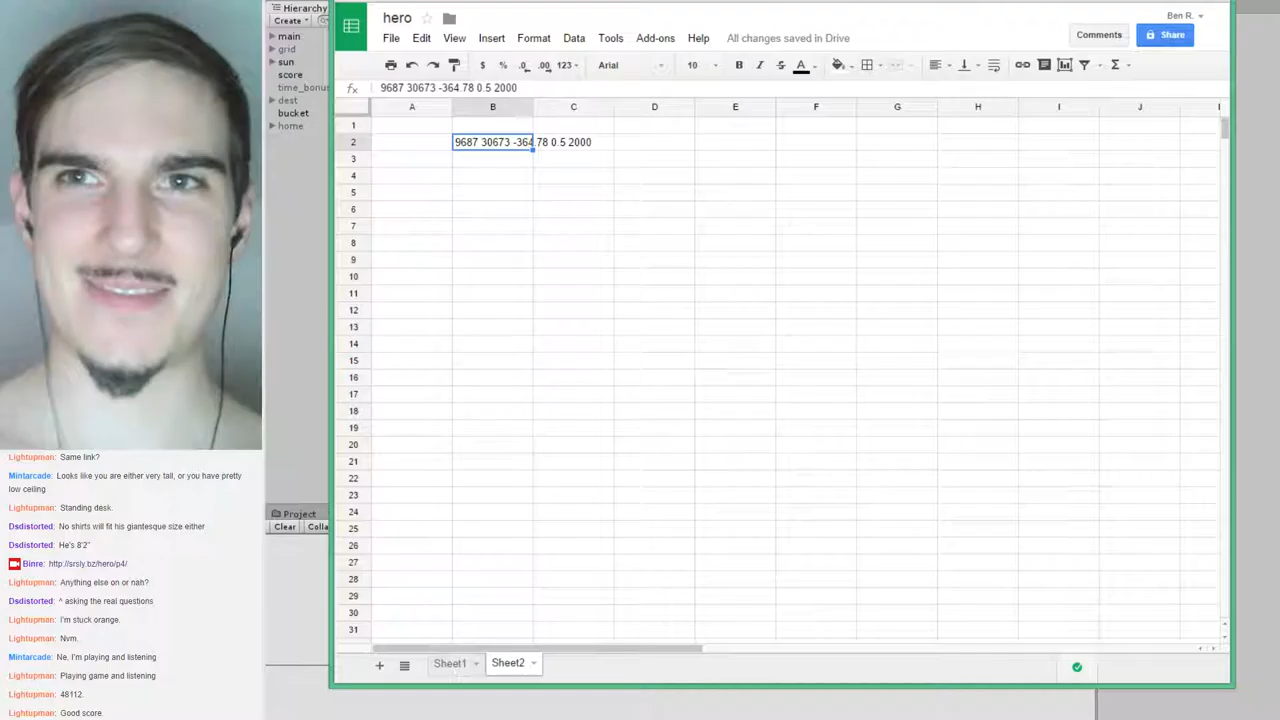 Hierarchy
Create
main
grid
sun
score
time_bonu
dest
bucket
home
Project
Clear Colla
hero
Ben R.
File Edit View Insert Format Data Tools Add-ons Help All changes saved in Drive
Comments Share
$ % .0 .00 123 Arial 10 B I S A Σ
fx 9687 30673 -364.78 0.5 2000
A B C D E F G H I J
1
2 9687 30673 -364.78 0.5 2000
3
4
5
6
7
8
9
10
11
12
13
14
15
16
17
18
19
20
21
22
23
24
25
26
27
28
29
30
31
+ Sheet1 Sheet2
Lightupman: Same link?
Mintarcade: Looks like you are either very tall, or you have pretty
low ceiling
Lightupman: Standing desk.
Dsdistorted: No shirts will fit his giantesque size either
Dsdistorted: He's 8'2"
Binre: http://srsly.bz/hero/p4/
Lightupman: Anything else on or nah?
Dsdistorted: ^ asking the real questions
Lightupman: I'm stuck orange.
Lightupman: Nvm.
Mintarcade: Ne, I'm playing and listening
Lightupman: Playing game and listening
Lightupman: 48112.
Lightupman: Good score.